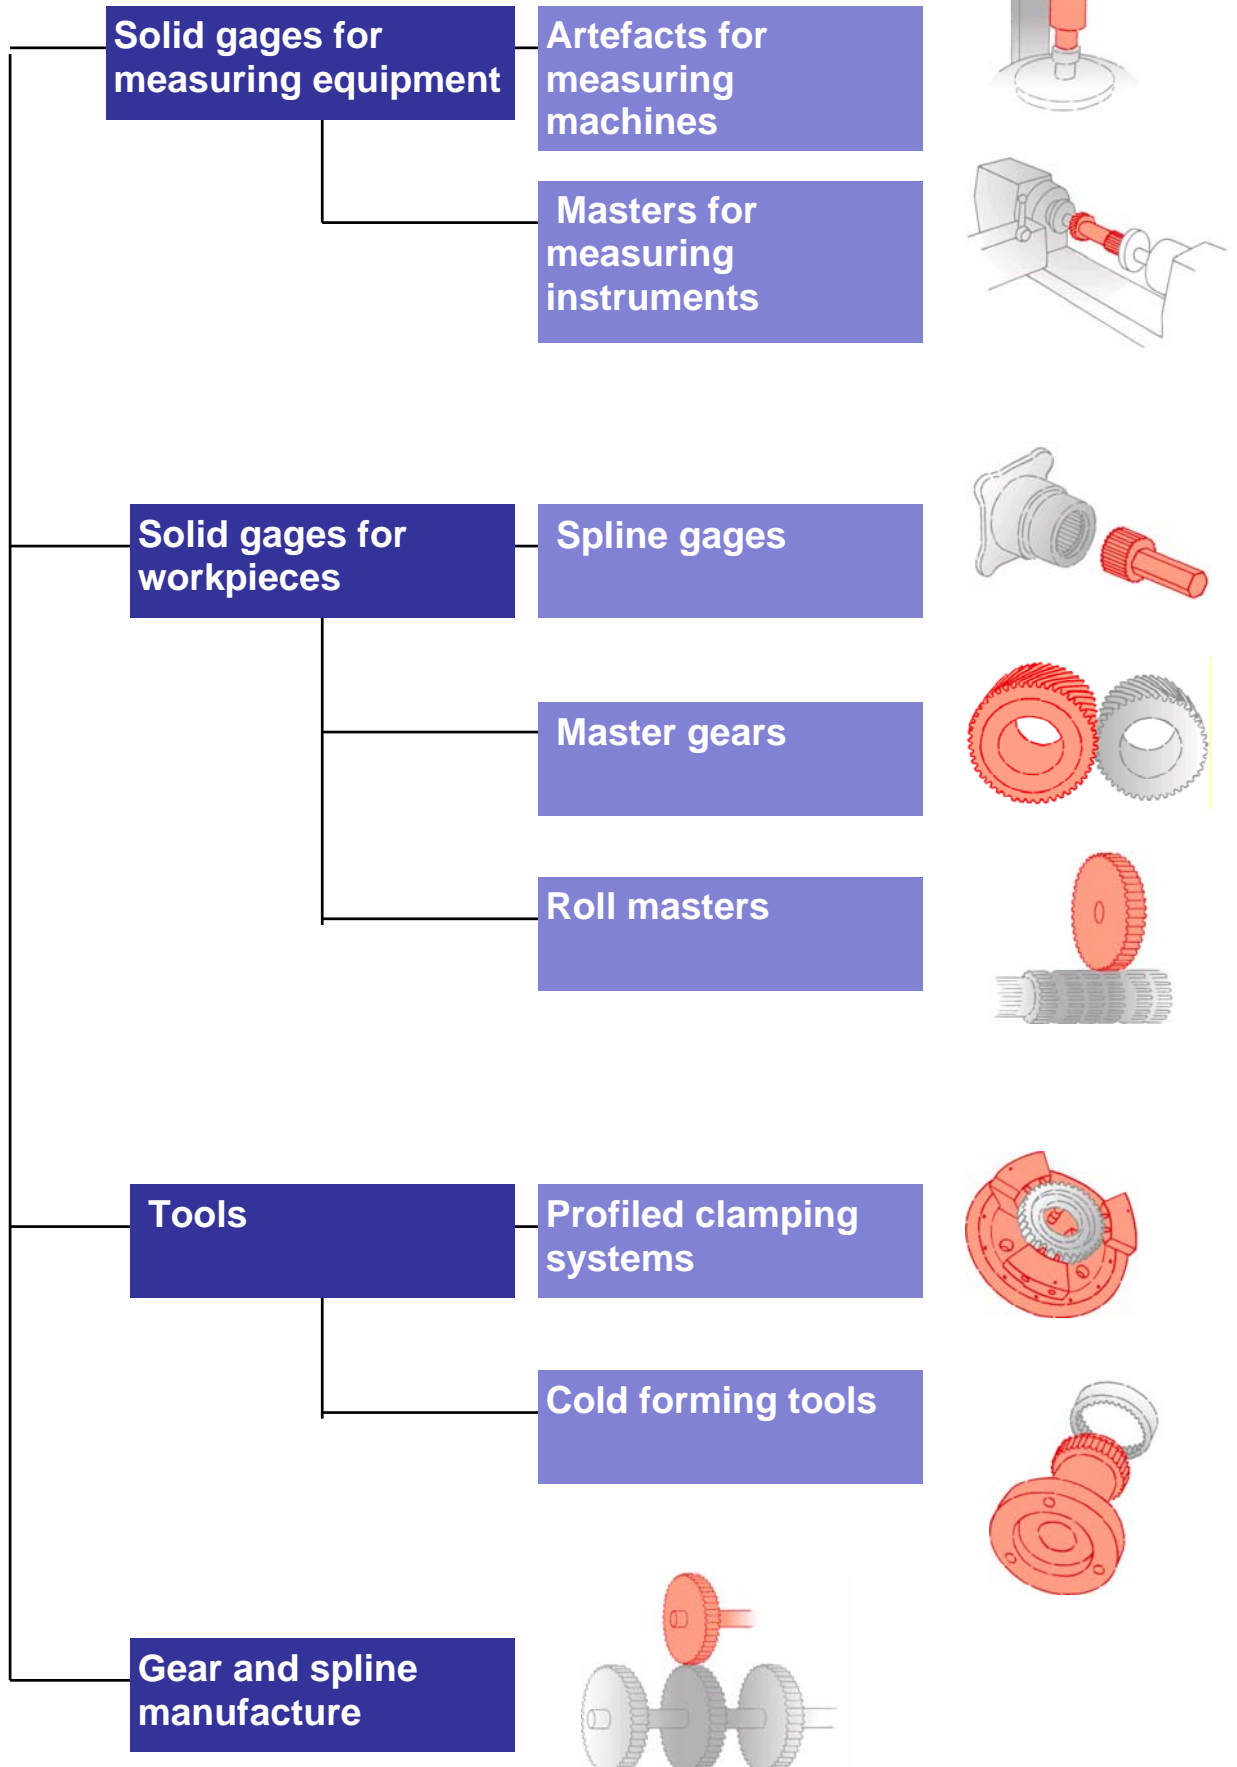 Solid gages for
measuring equipment
Artefacts for
measuring
machines
Masters for
measuring
instruments
Solid gages for
workpieces
Spline gages
Master gears
Roll masters
Tools
Profiled clamping
systems
Cold forming tools
Gear and spline
manufacture